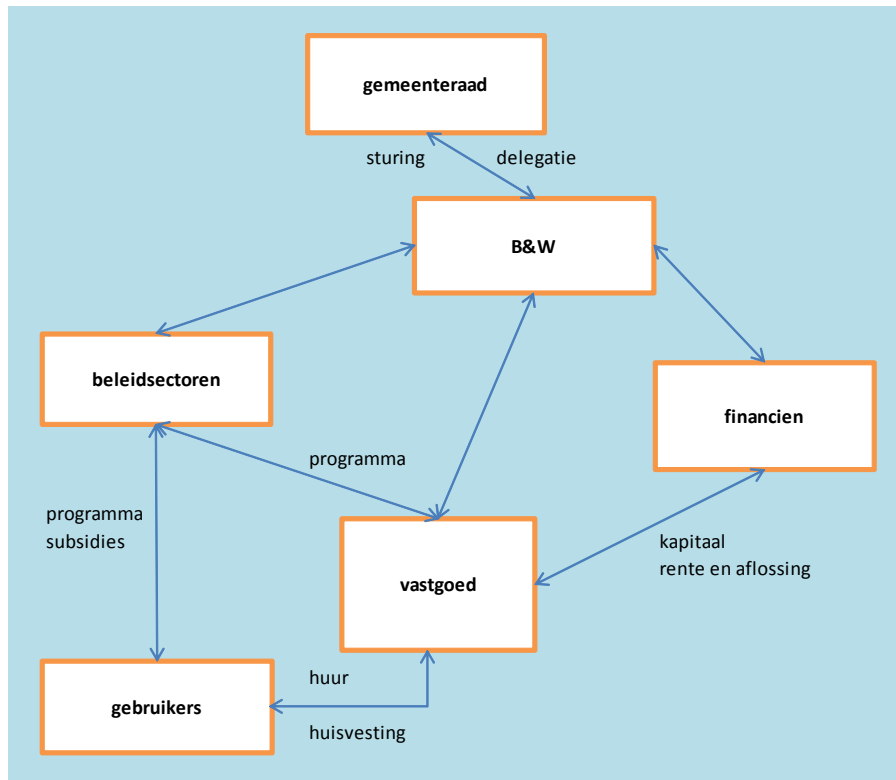 gemeenteraad
sturing
delegatie
B&W
beleidsectoren
financien
programma
programma
subsidies
kapitaal
rente en aflossing
vastgoed
huur
gebruikers
huisvesting